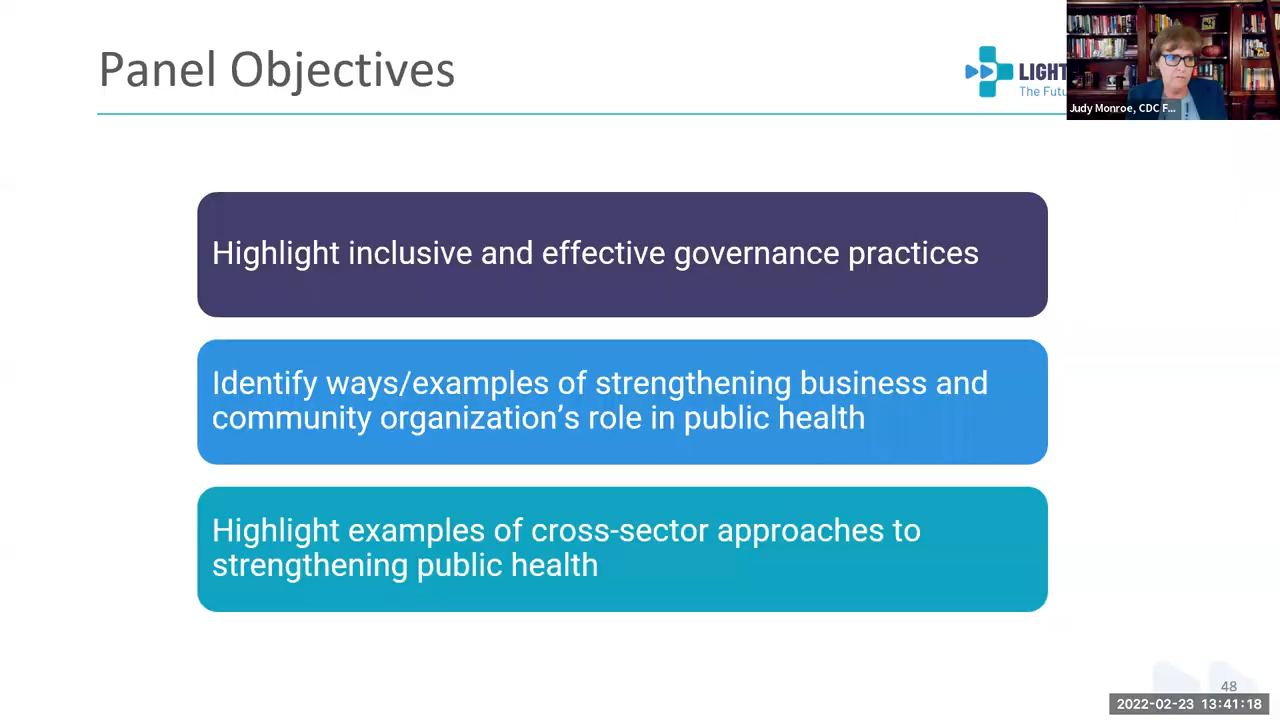 Panel Objectives
LIGHT
The Futu
Judy Monroe, CDC F...
Highlight inclusive and effective governance practices
Identify ways/examples of strengthening business and
community organization’s role in public health
Highlight examples of cross-sector approaches to
strengthening public health
48
2022-02-23 13:41:18